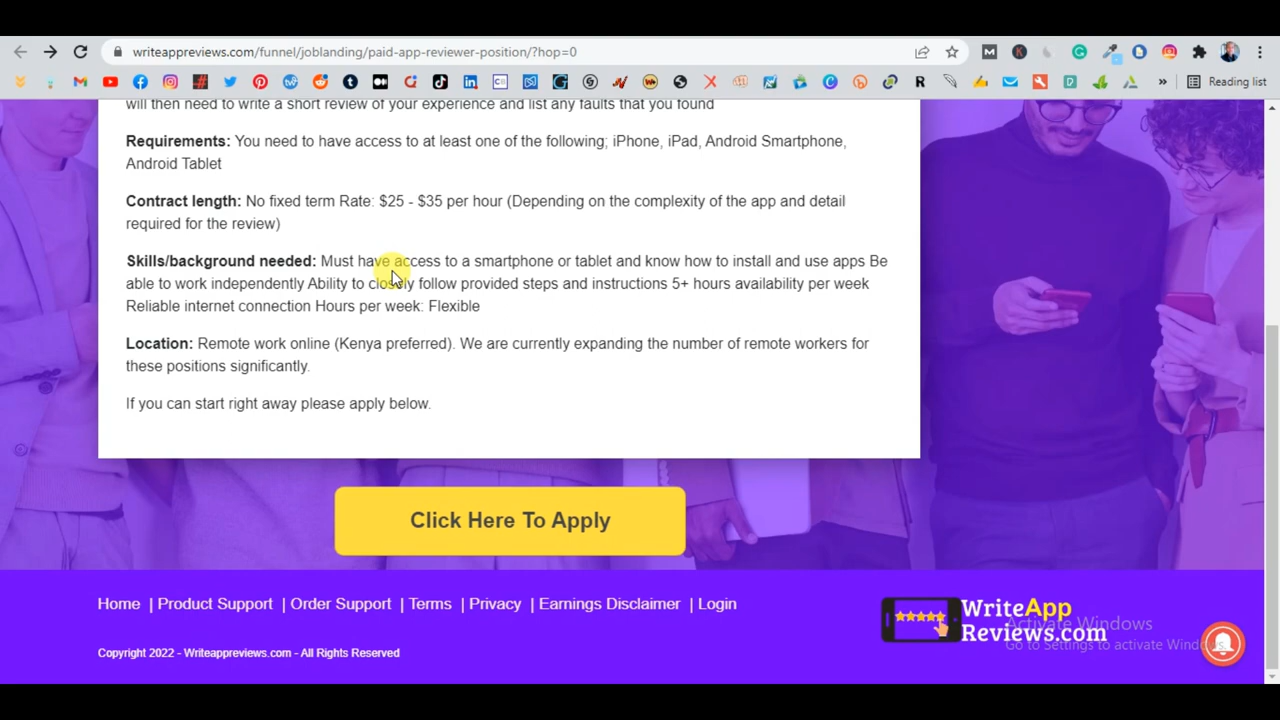 writeappreviews.com/funnel/joblanding/paid-app-reviewer-position/?hop=0
Reading list
will then need to write a short review of your experience and list any faults that you found
Requirements: You need to have access to at least one of the following; iPhone, iPad, Android Smartphone,
Android Tablet
Contract length: No fixed term Rate: $25 - $35 per hour (Depending on the complexity of the app and detail
required for the review)
Skills/background needed: Must have access to a smartphone or tablet and know how to install and use apps Be
able to work independently Ability to closely follow provided steps and instructions 5+ hours availability per week
Reliable internet connection Hours per week: Flexible
Location: Remote work online (Kenya preferred). We are currently expanding the number of remote workers for
these positions significantly.
If you can start right away please apply below.
Click Here To Apply
Home | Product Support | Order Support | Terms | Privacy | Earnings Disclaimer | Login
WriteApp
Reviews.com
Activate Windows
Go to Settings to activate Windows.
Copyright 2022 - Writeappreviews.com - All Rights Reserved